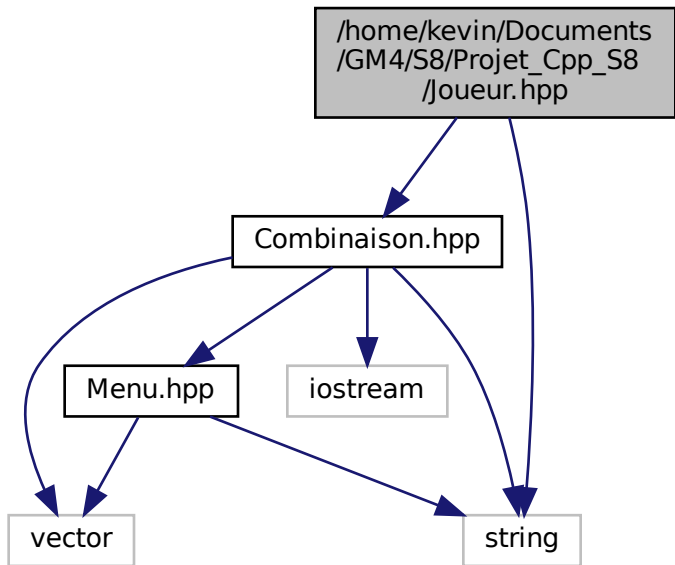 /home/kevin/Documents
/GM4/S8/Projet_Cpp_S8
/Joueur.hpp
Combinaison.hpp
Menu.hpp
iostream
vector
string